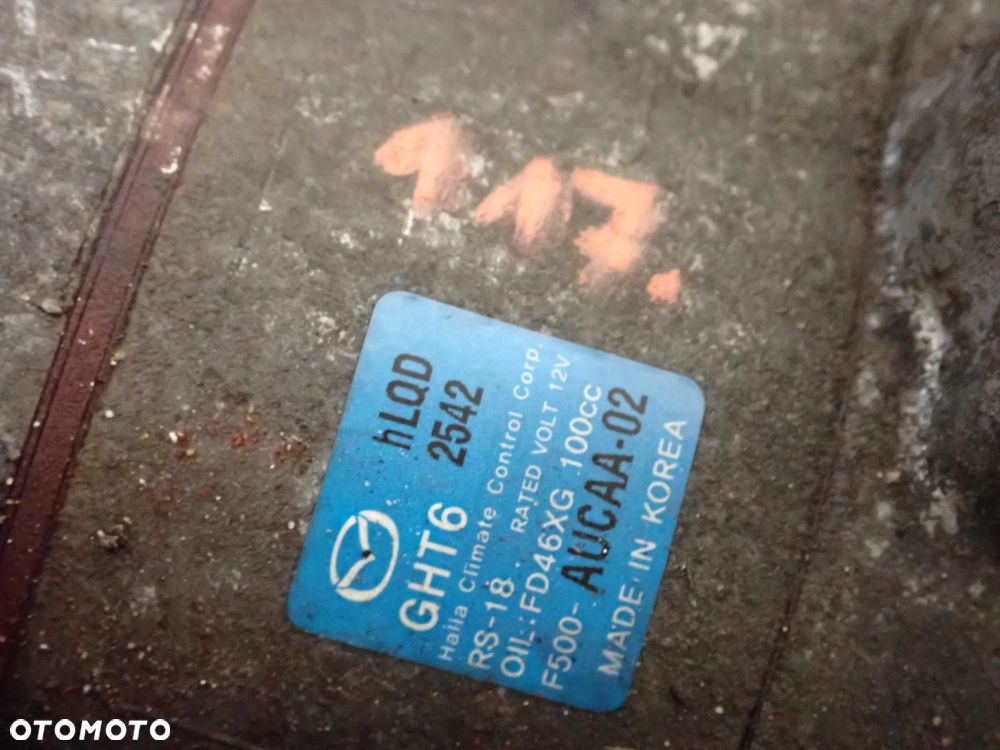 117.
hLQD
2542
GHT6
Halla Climate Control Corp.
RS-18 · RATED VOLT 12V
OIL:FD46XG 100CC
F500-AUCAA-02
MADE IN KOREA
OTOMOTO